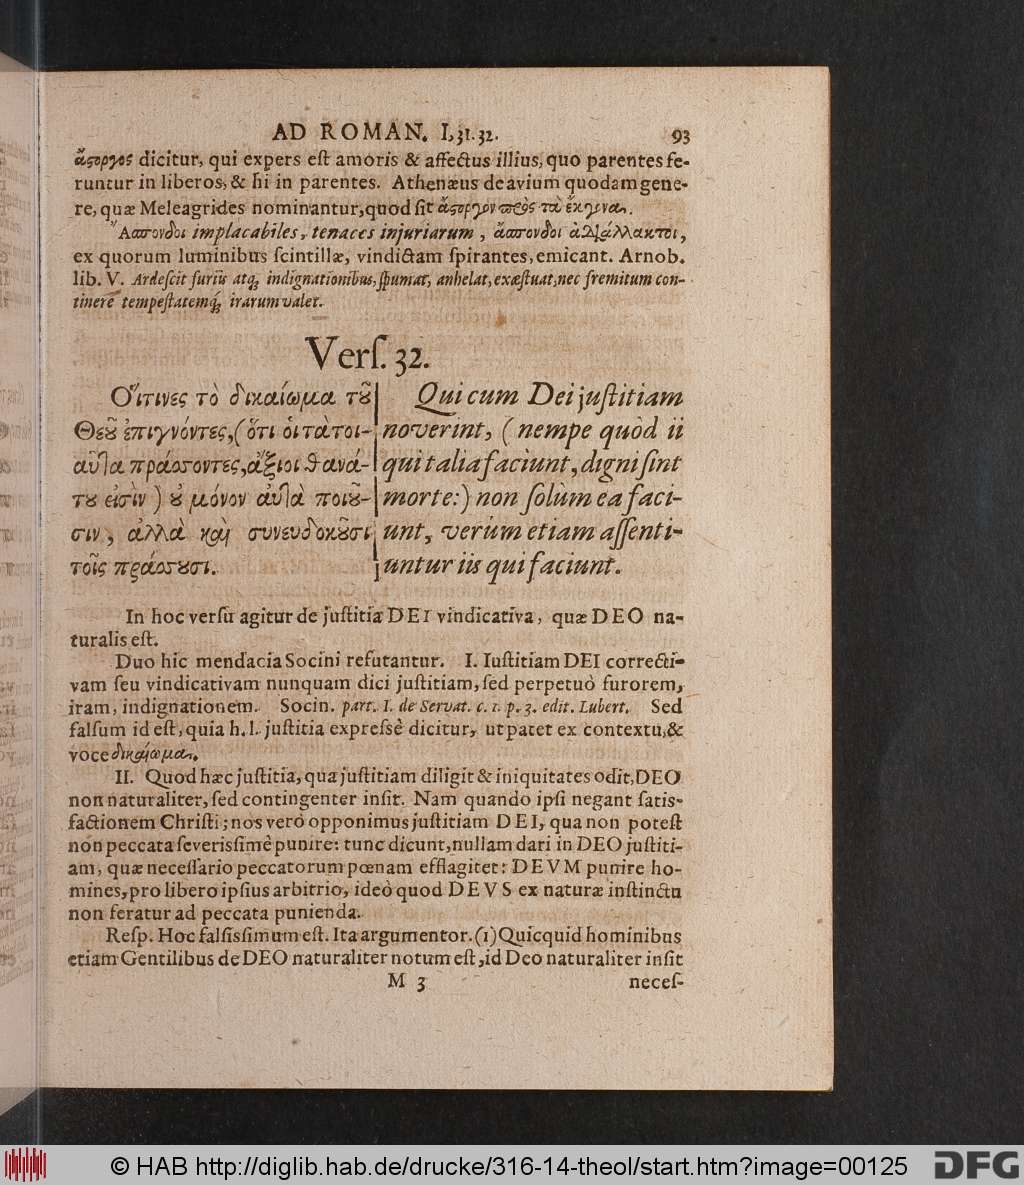 AD ROMAN. I, 31. 32. 93
ἄϛοργος dicitur, qui expers eſt amoris & affectus illius, quo parentes fe-
runtur in liberos, & hi in parentes. Athenæus de avium quodam gene-
re, quæ Meleagrides nominantur, quod ſit ἄϛοργον πρὸς τὰ ἔκγονα.
Ἄασονδοι implacabiles, tenaces injuriarum, ἄασονδοι ἀδιάλλακτοι,
ex quorum luminibus ſcintillæ, vindictam ſpirantes, emicant. Arnob.
lib. V. Ardeſcit furiis atq; indignationibus, ſpumat, anhelat, exæſtuat, nec fremitum con-
tinere tempeſtatemq; irarum valet.
Verſ. 32.
Οἵτινες τὸ δικαίωμα τȣ͂ Qui cum Dei juſtitiam
Θεȣ͂ ἐπιγνόντες, (ὅτι οἱ τὰ τοι- noverint, (nempe quòd ii
αῦτα πράσσοντες, ἄξιοι θανά- qui talia faciunt, digni ſint
τȣ εἰσὶν) ȣ μόνον αὐτὰ ποιȣ͂- morte:) non ſolùm ea faci-
σιν, ἀλλὰ καὶ συνευδοκȣ͂σι unt, verùm etiam aſſenti-
τοῖς πράσσȣσι. untur iis qui faciunt.
In hoc verſu agitur de juſtitia DEI vindicativa, quæ DEO na-
turalis eſt.
Duo hic mendacia Socini refutantur. I. Iuſtitiam DEI correcti-
vam ſeu vindicativam nunquam dici juſtitiam, ſed perpetuò furorem,
iram, indignationem. Socin. part. I. de Servat. c. 1. p. 3. edit. Lubert. Sed
falſum id eſt, quia h. l. juſtitia expreſsè dicitur, ut patet ex contextu, &
voce δικαίωμα.
II. Quod hæc juſtitia, qua juſtitiam diligit & iniquitates odit, DEO
non naturaliter, ſed contingenter inſit. Nam quando ipſi negant ſatis-
factionem Chriſti; nos verò opponimus juſtitiam DEI, qua non poteſt
non peccata ſeveriſsimè punire: tunc dicunt, nullam dari in DEO juſtiti-
am, quæ neceſſario peccatorum pœnam efflagitet: DEVM punire ho-
mines, pro libero ipſius arbitrio, ideò quod DEVS ex naturæ inſtinctu
non feratur ad peccata punienda.
Reſp. Hoc falſiſsimum eſt. Ita argumentor. (1) Quicquid hominibus
etiam Gentilibus de DEO naturaliter notum eſt, id Deo naturaliter inſit
M 3 neceſ-
© HAB http://diglib.hab.de/drucke/316-14-theol/start.htm?image=00125 DFG